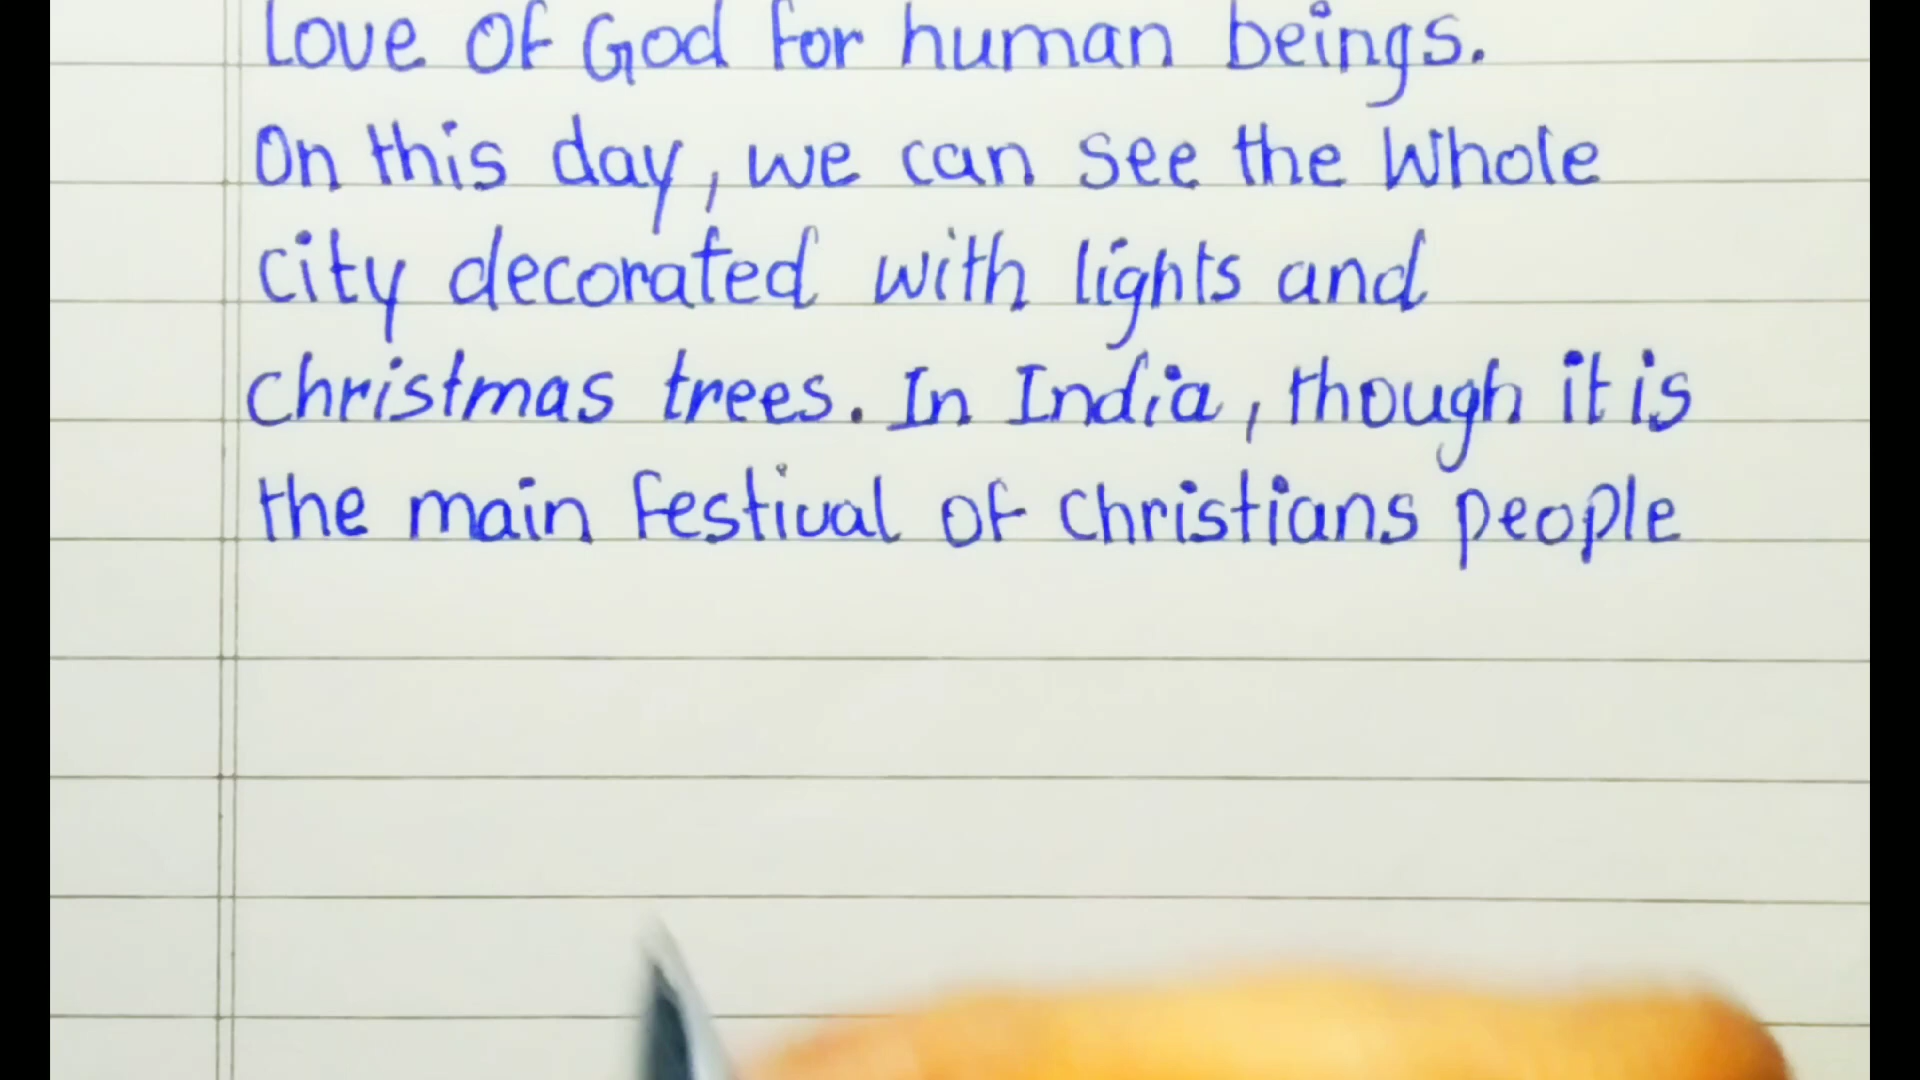 Love of God for human beings.
On this day, we can see the whole
city decorated with lights and
christmas trees. In India, though it is
the main festival of christians people